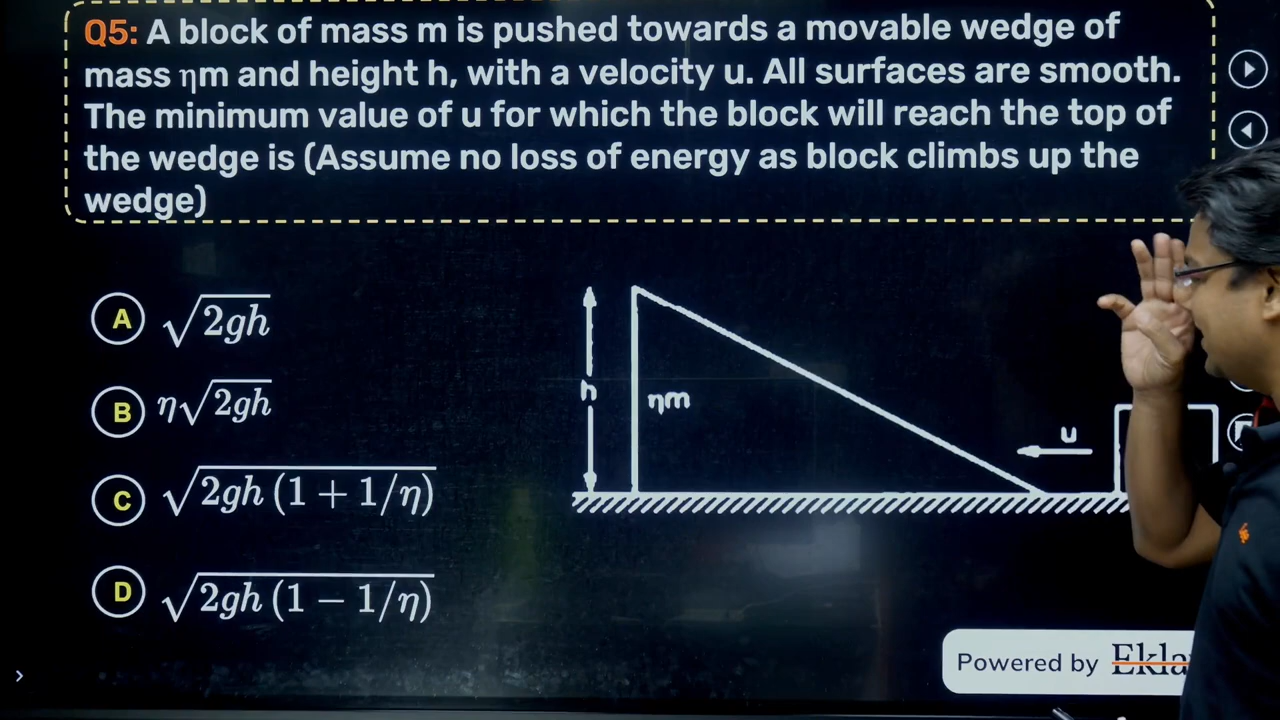 Q5: A block of mass m is pushed towards a movable wedge of
mass ηm and height h, with a velocity u. All surfaces are smooth.
The minimum value of u for which the block will reach the top of
the wedge is (Assume no loss of energy as block climbs up the
wedge)
A √2gh
B η√2gh
C √2gh (1 + 1/η)
D √2gh (1 − 1/η)
h
ηm
u
Powered by